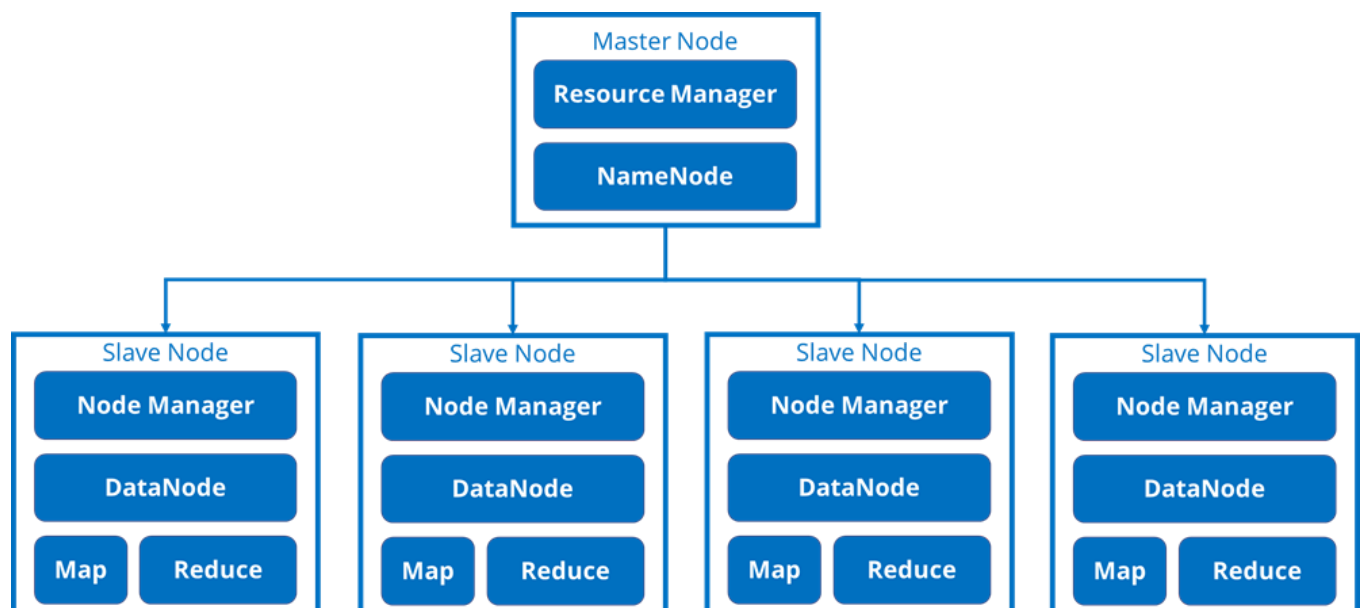 Master Node
Resource Manager
NameNode
Slave Node
Node Manager
DataNode
Map
Reduce
Slave Node
Node Manager
DataNode
Map
Reduce
Slave Node
Node Manager
DataNode
Map
Reduce
Slave Node
Node Manager
DataNode
Map
Reduce